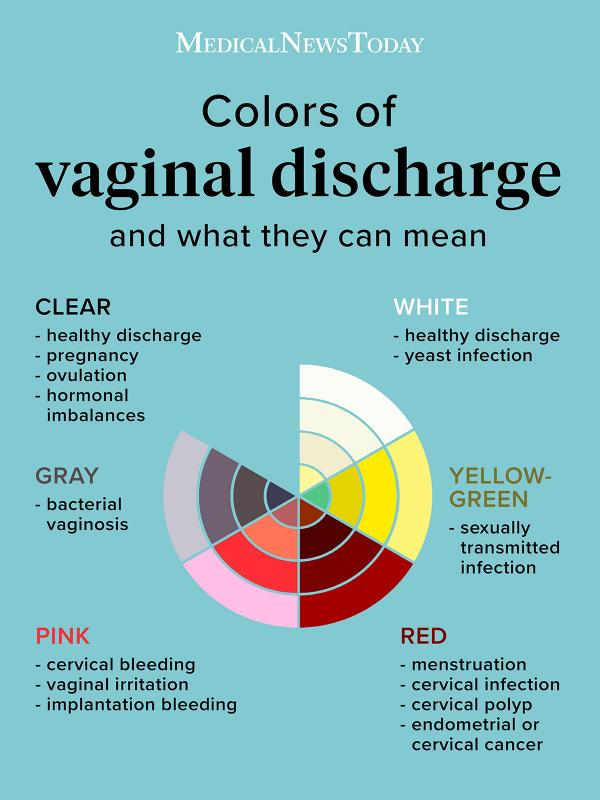 MEDICALNEWSTODAY
Colors of
vaginal discharge
and what they can mean
CLEAR
- healthy discharge
- pregnancy
- ovulation
- hormonal
imbalances
WHITE
- healthy discharge
- yeast infection
GRAY
- bacterial
vaginosis
YELLOW-
GREEN
- sexually
transmitted
infection
PINK
- cervical bleeding
- vaginal irritation
- implantation bleeding
RED
- menstruation
- cervical infection
- cervical polyp
- endometrial or
cervical cancer